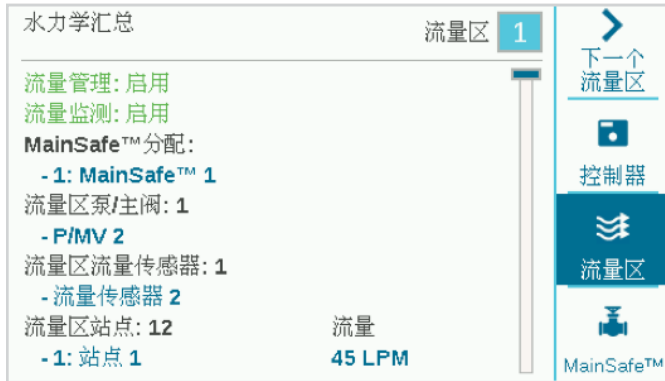 水力学汇总
流量区 1
流量管理: 启用
流量监测: 启用
MainSafe™分配:
- 1: MainSafe™ 1
流量区泵/主阀: 1
- P/MV 2
流量区流量传感器: 1
- 流量传感器 2
流量区站点: 12 流量
- 1: 站点 1 45 LPM
下一个
流量区
控制器
流量区
MainSafe™